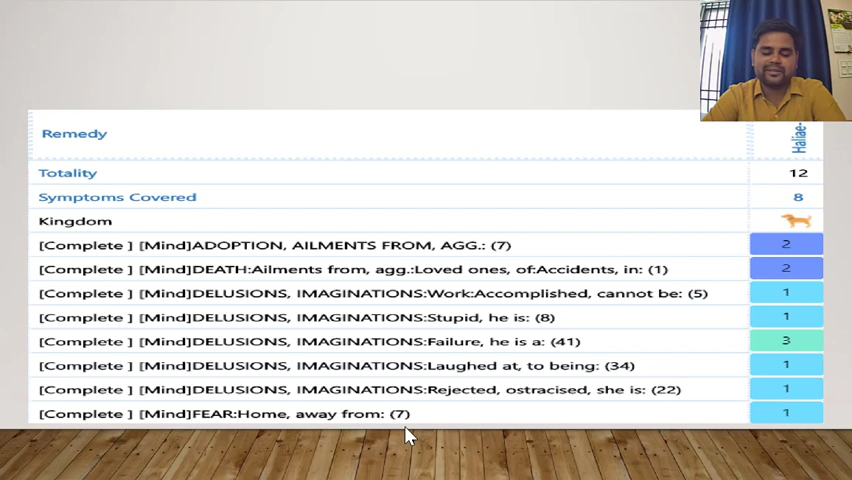 Remedy
Haliae-
Totality 12
Symptoms Covered 8
Kingdom
[Complete ] [Mind]ADOPTION, AILMENTS FROM, AGG.: (7) 2
[Complete ] [Mind]DEATH:Ailments from, agg.:Loved ones, of:Accidents, in: (1) 2
[Complete ] [Mind]DELUSIONS, IMAGINATIONS:Work:Accomplished, cannot be: (5) 1
[Complete ] [Mind]DELUSIONS, IMAGINATIONS:Stupid, he is: (8) 1
[Complete ] [Mind]DELUSIONS, IMAGINATIONS:Failure, he is a: (41) 3
[Complete ] [Mind]DELUSIONS, IMAGINATIONS:Laughed at, to being: (34) 1
[Complete ] [Mind]DELUSIONS, IMAGINATIONS:Rejected, ostracised, she is: (22) 1
[Complete ] [Mind]FEAR:Home, away from: (7) 1